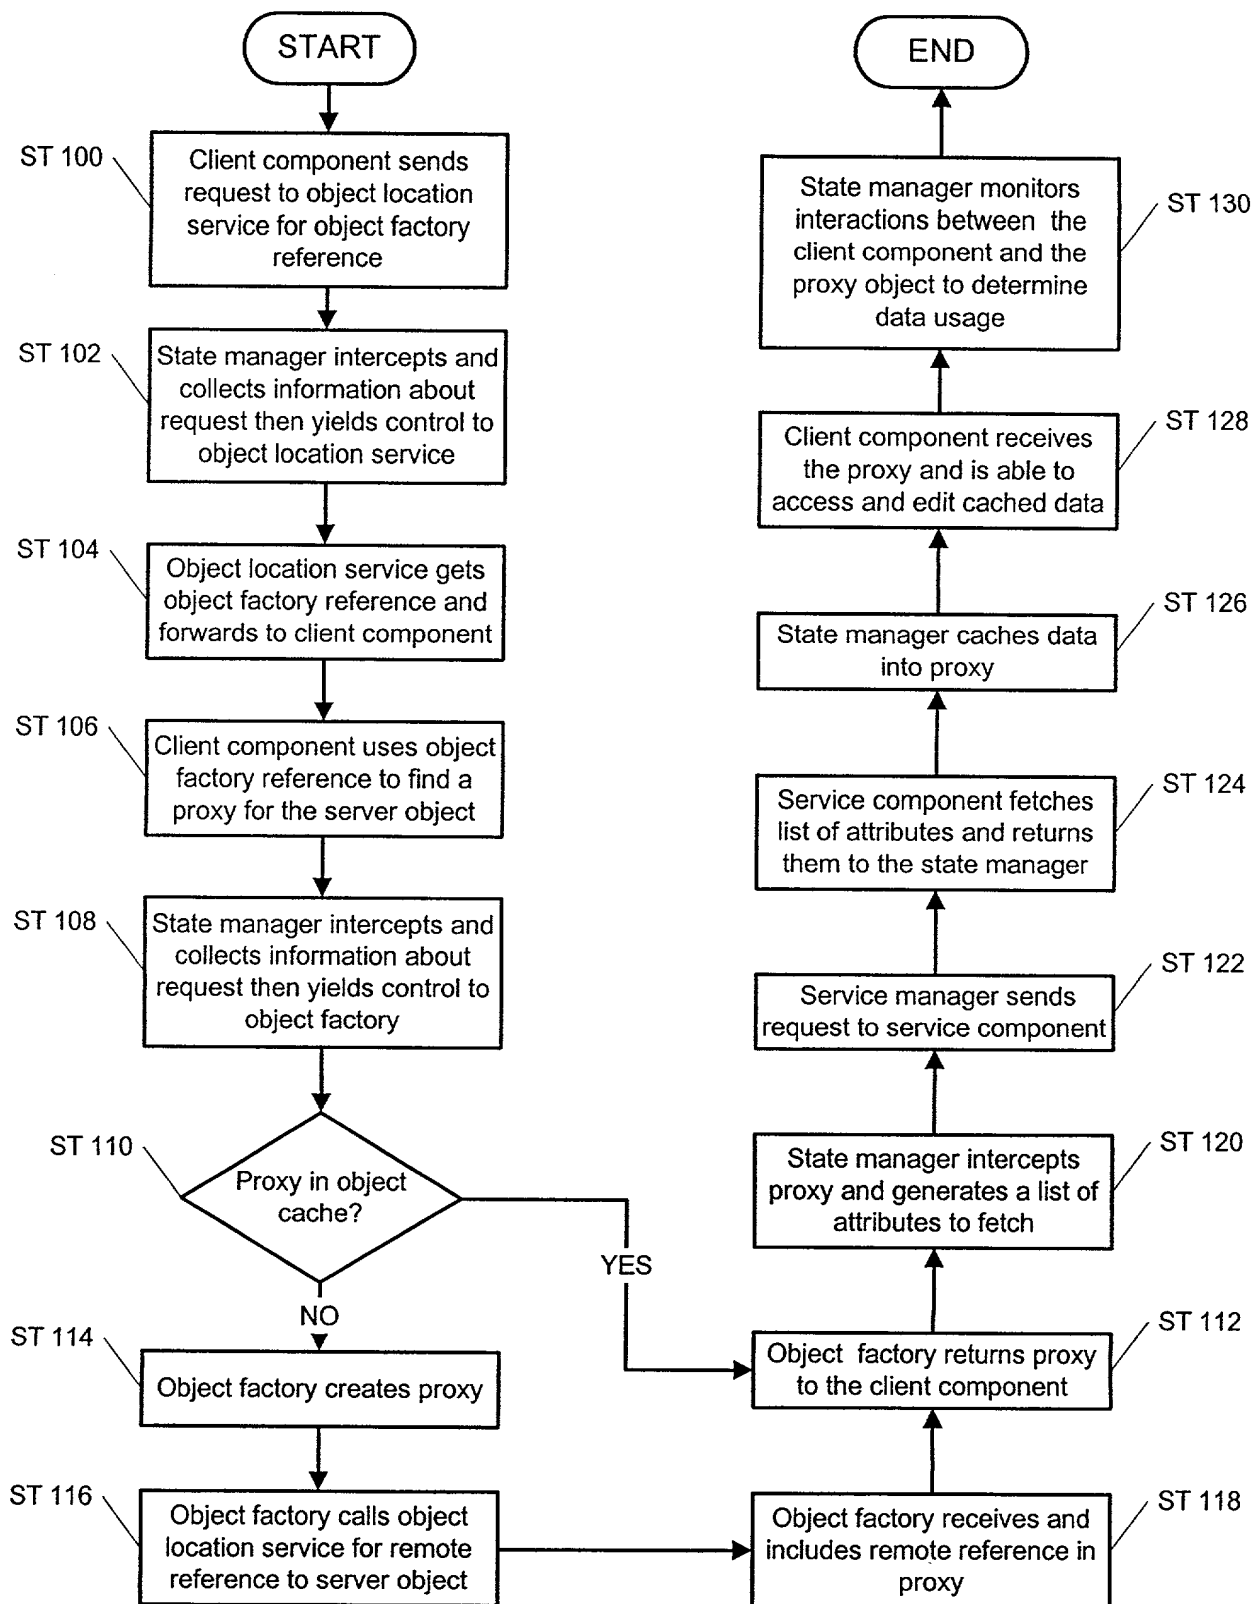 START
ST 100
Client component sends
request to object location
service for object factory
reference
ST 102
State manager intercepts and
collects information about
request then yields control to
object location service
ST 104
Object location service gets
object factory reference and
forwards to client component
ST 106
Client component uses object
factory reference to find a
proxy for the server object
ST 108
State manager intercepts and
collects information about
request then yields control to
object factory
ST 110
Proxy in object
cache?
YES
NO
ST 114
Object factory creates proxy
ST 116
Object factory calls object
location service for remote
reference to server object
ST 118
Object factory receives and
includes remote reference in
proxy
ST 112
Object factory returns proxy
to the client component
ST 120
State manager intercepts
proxy and generates a list of
attributes to fetch
ST 122
Service manager sends
request to service component
ST 124
Service component fetches
list of attributes and returns
them to the state manager
ST 126
State manager caches data
into proxy
ST 128
Client component receives
the proxy and is able to
access and edit cached data
ST 130
State manager monitors
interactions between the
client component and the
proxy object to determine
data usage
END